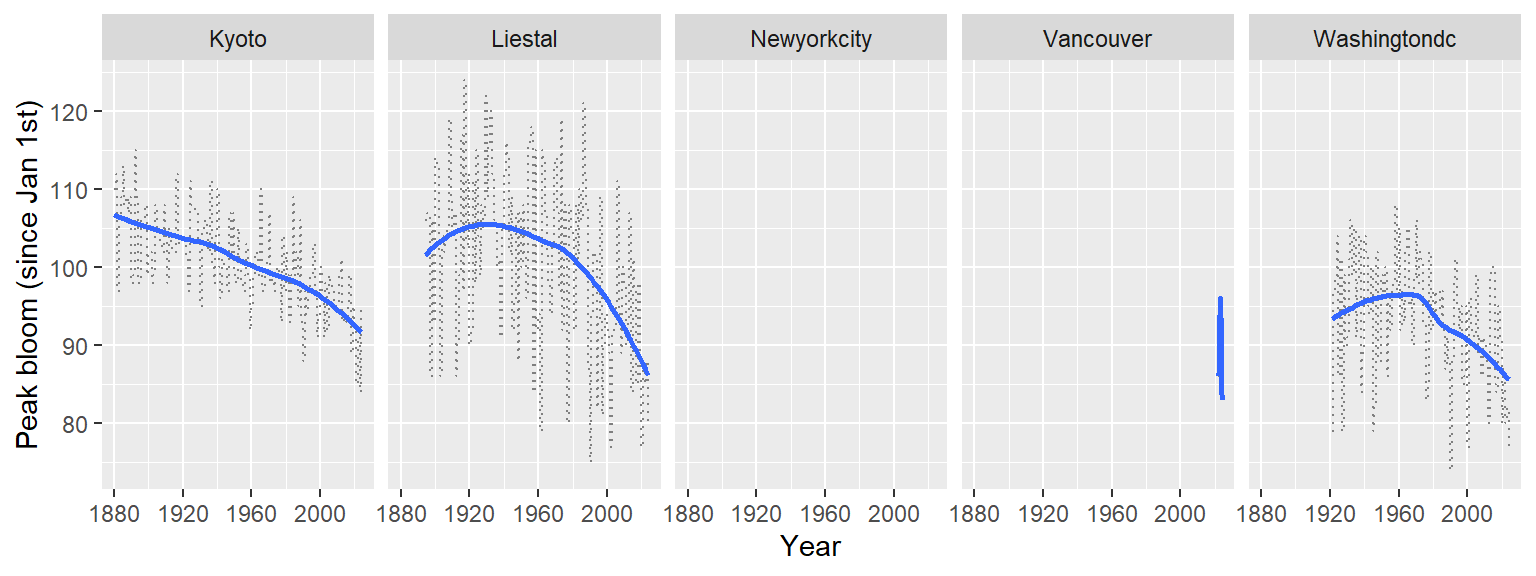 Kyoto Liestal Newyorkcity Vancouver Washingtondc
Peak bloom (since Jan 1st)
120
110
100
90
80
1880 1920 1960 2000 1880 1920 1960 2000 1880 1920 1960 2000 1880 1920 1960 2000 1880 1920 1960 2000
Year